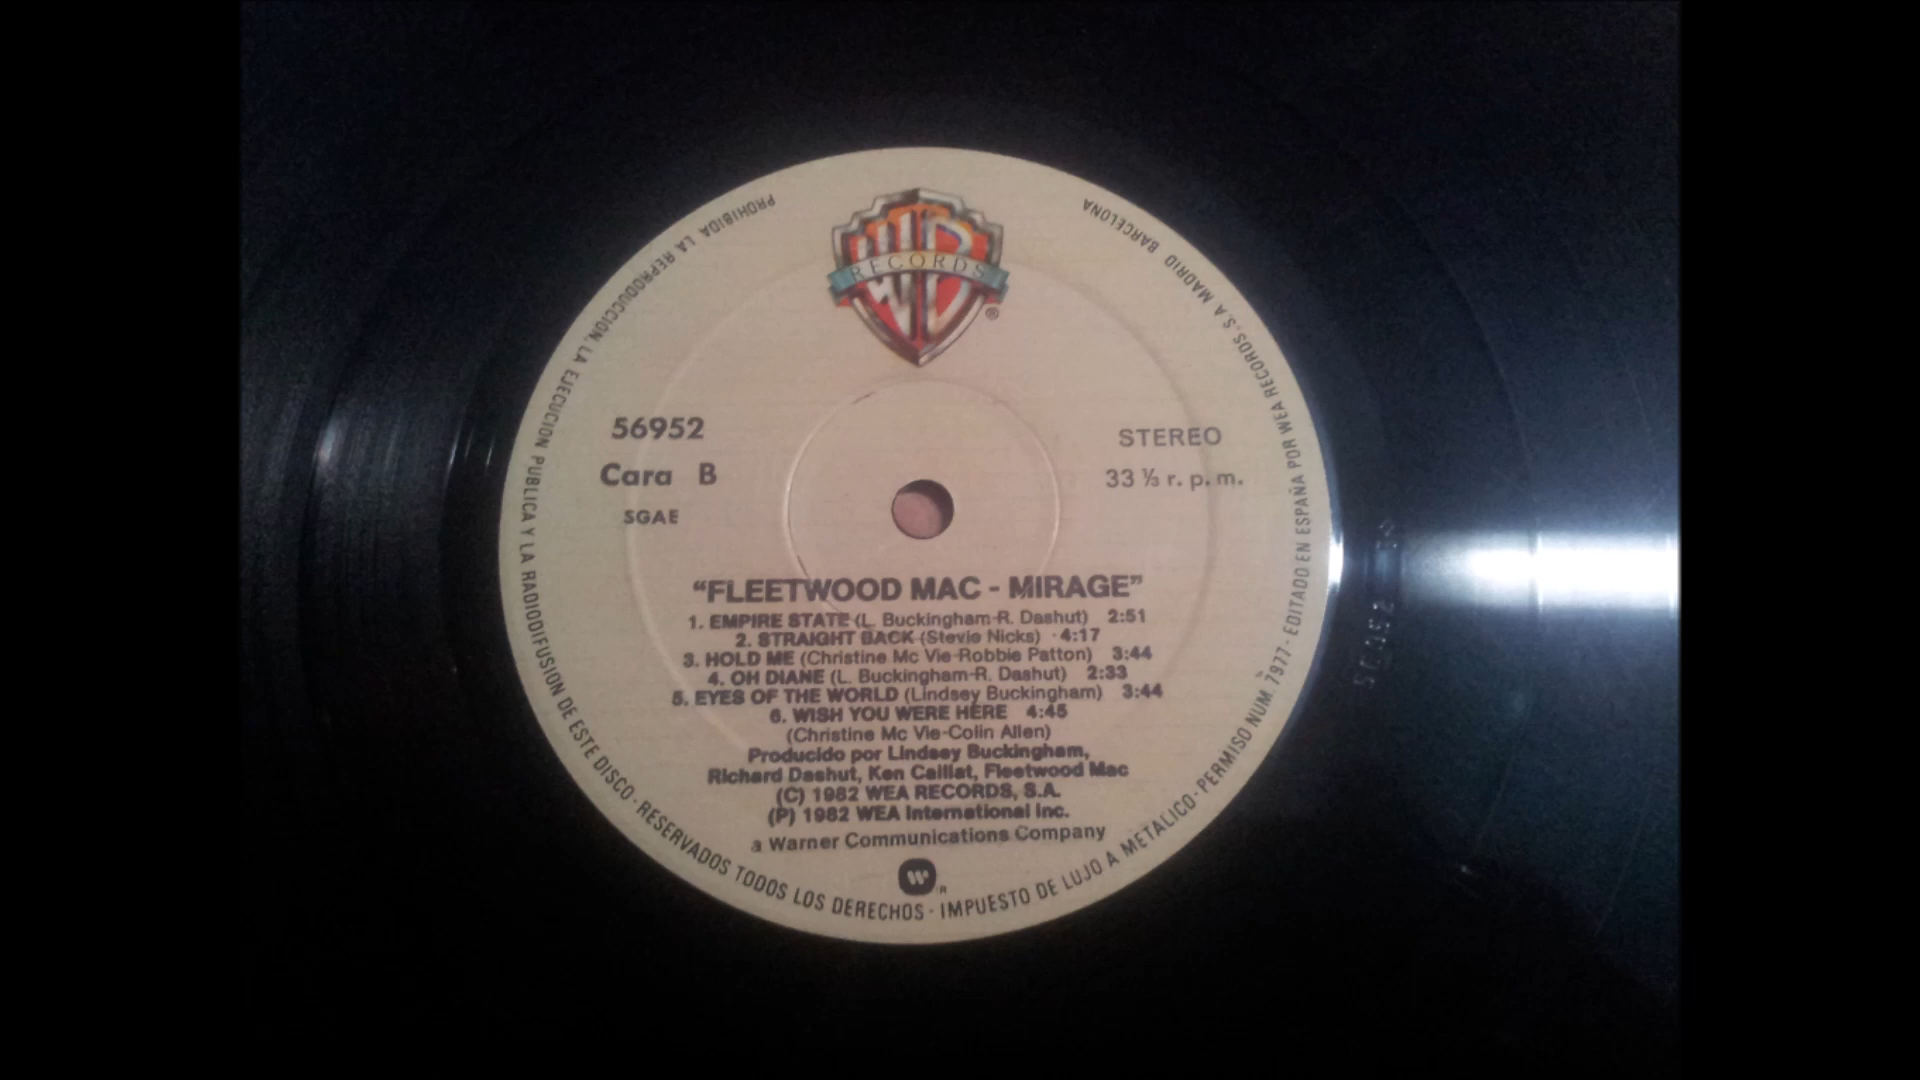 WB
RECORDS
®
56952
Cara B
SGAE
STEREO
33 ⅓ r. p. m.
"FLEETWOOD MAC - MIRAGE"
1. EMPIRE STATE (L. Buckingham-R. Dashut) 2:51
2. STRAIGHT BACK (Stevie Nicks) · 4:17
3. HOLD ME (Christine Mc Vie-Robbie Patton) 3:44
4. OH DIANE (L. Buckingham-R. Dashut) 2:33
5. EYES OF THE WORLD (Lindsey Buckingham) 3:44
6. WISH YOU WERE HERE 4:45
(Christine Mc Vie-Colin Allen)
Producido por Lindsey Buckingham,
Richard Dashut, Ken Caillat, Fleetwood Mac
(C) 1982 WEA RECORDS, S.A.
(P) 1982 WEA International Inc.
a Warner Communications Company
PROHIBIDA LA REPRODUCCION, LA EJECUCION PUBLICA Y LA RADIODIFUSION DE ESTE DISCO · RESERVADOS TODOS LOS DERECHOS · IMPUESTO DE LUJO A METALICO · PERMISO NUM. 7977 · EDITADO EN ESPAÑA POR WEA RECORDS, S.A. MADRID BARCELONA